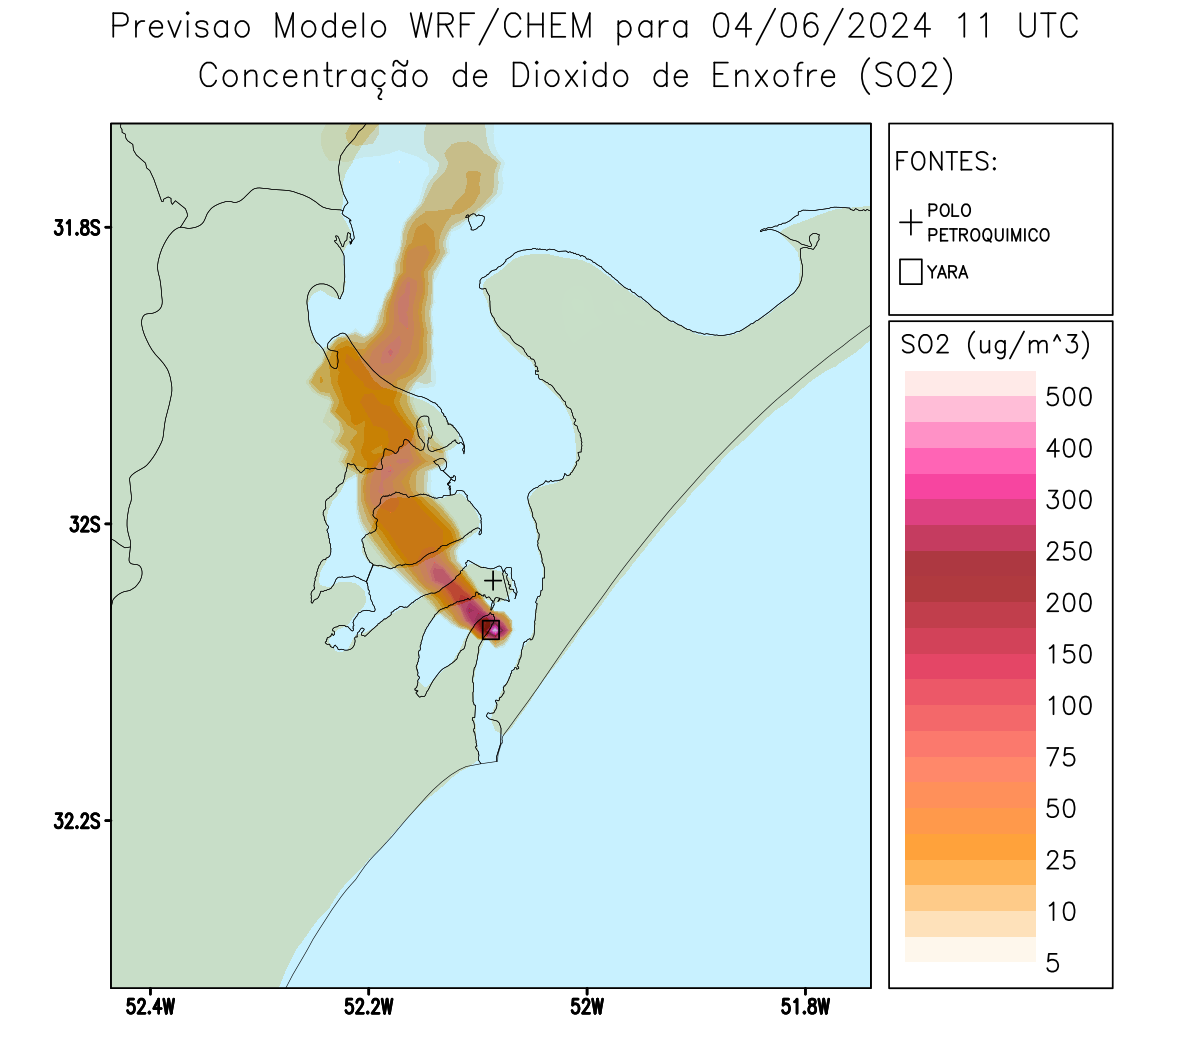 Previsao Modelo WRF/CHEM para 04/06/2024 11 UTC
Concentração de Dioxido de Enxofre (SO2)
FONTES:
POLO
PETROQUIMICO
YARA
31.8S
32S
32.2S
52.4W
52.2W
52W
51.8W
SO2 (ug/m^3)
500
400
300
250
200
150
100
75
50
25
10
5